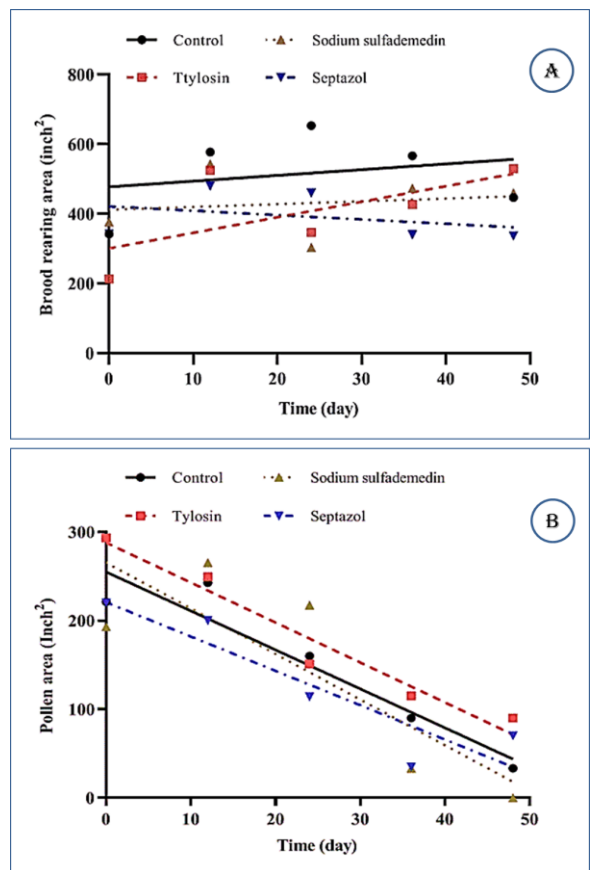 Control Sodium sulfademedin
Ttylosin Septazol
A
800
600
400
200
0
Brood rearing area (inch²)
0 10 20 30 40 50
Time (day)
Control Sodium sulfademedin
Tylosin Septazol
B
300
200
100
0
Pollen area (Inch²)
0 10 20 30 40 50
Time (day)